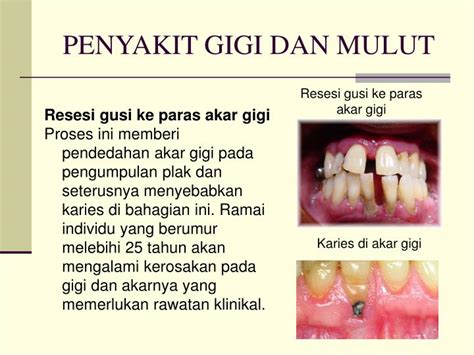 PENYAKIT GIGI DAN MULUT
Resesi gusi ke paras akar gigi
Proses ini memberi
pendedahan akar gigi pada
pengumpulan plak dan
seterusnya menyebabkan
karies di bahagian ini. Ramai
individu yang berumur
melebihi 25 tahun akan
mengalami kerosakan pada
gigi dan akarnya yang
memerlukan rawatan klinikal.
Resesi gusi ke paras
akar gigi
Karies di akar gigi